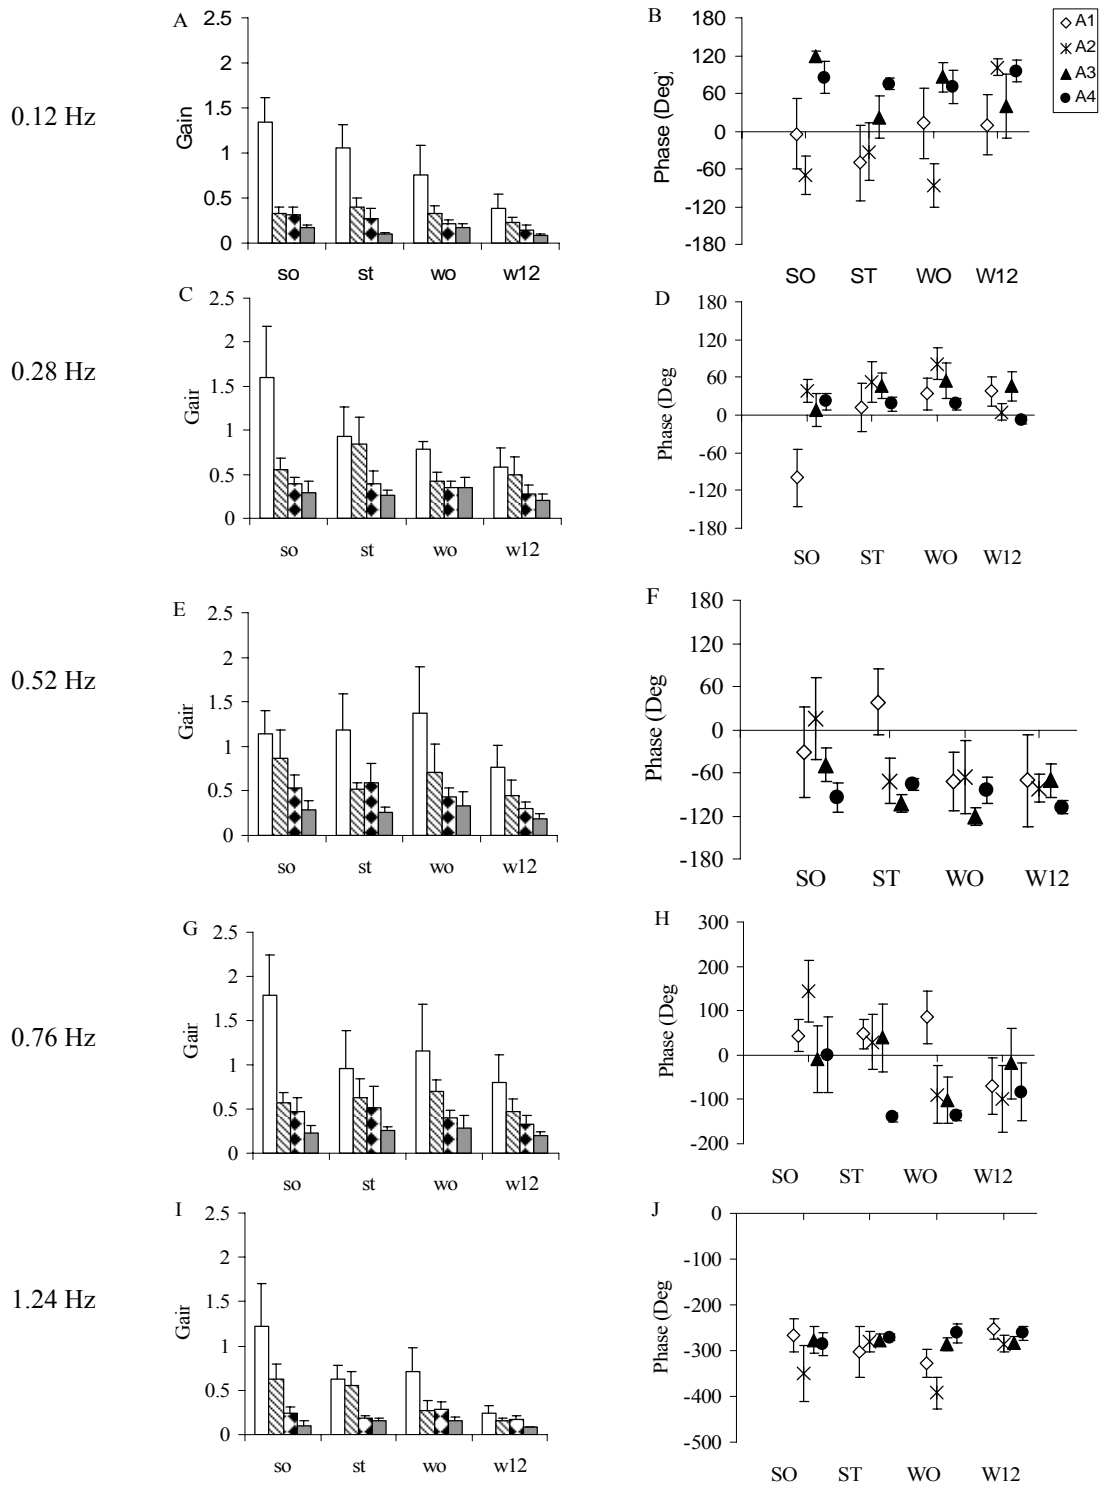 A
2.5
2
1.5
1
0.5
0
Gain
so st wo w12
0.12 Hz
B
180
120
60
0
-60
-120
-180
Phase (Deg)
SO ST WO W12
A1
A2
A3
A4
C
2.5
2
1.5
1
0.5
0
Gair
so st wo w12
0.28 Hz
D
180
120
60
0
-60
-120
-180
Phase (Deg
SO ST WO W12
E
2.5
2
1.5
1
0.5
0
Gair
so st wo w12
0.52 Hz
F
180
120
60
0
-60
-120
-180
Phase (Deg
SO ST WO W12
G
2.5
2
1.5
1
0.5
0
Gair
so st wo w12
0.76 Hz
H
300
200
100
0
-100
-200
Phase (Deg
SO ST WO W12
I
2.5
2
1.5
1
0.5
0
Gair
so st wo w12
1.24 Hz
J
0
-100
-200
-300
-400
-500
Phase (Deg
SO ST WO W12